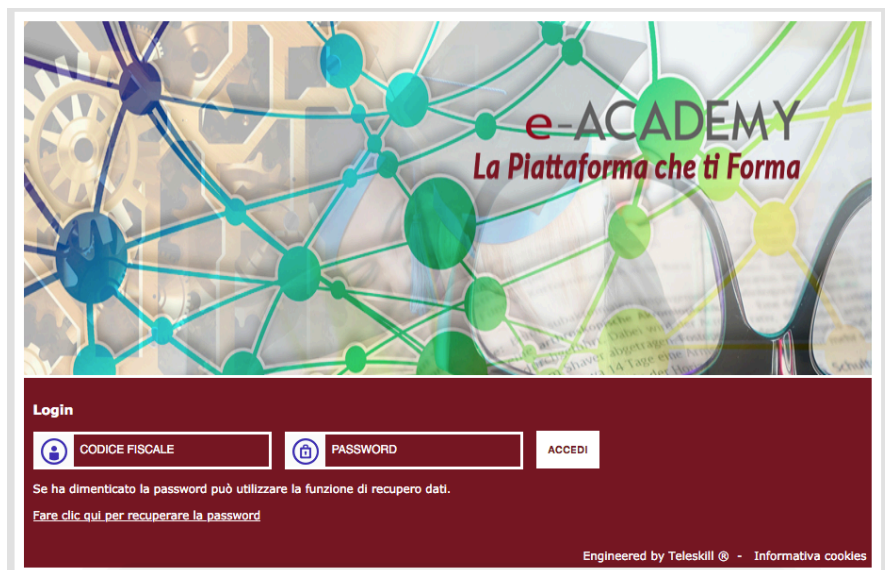 e-ACADEMY
La Piattaforma che ti Forma
Login
CODICE FISCALE
PASSWORD
ACCEDI
Se ha dimenticato la password può utilizzare la funzione di recupero dati.
Fare clic qui per recuperare la password
Engineered by Teleskill ® - Informativa cookies